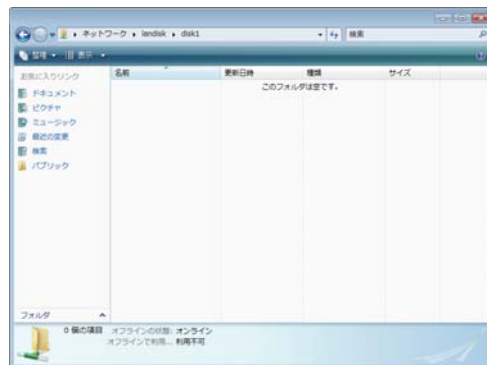 ネットワーク landisk disk1
検索
整理 表示
お気に入りリンク
ドキュメント
ピクチャ
ミュージック
最近の変更
検索
パブリック
フォルダ
名前 更新日時 種類 サイズ
このフォルダは空です。
0 個の項目 オフラインの状態: オンライン
オフラインで利用... 利用不可